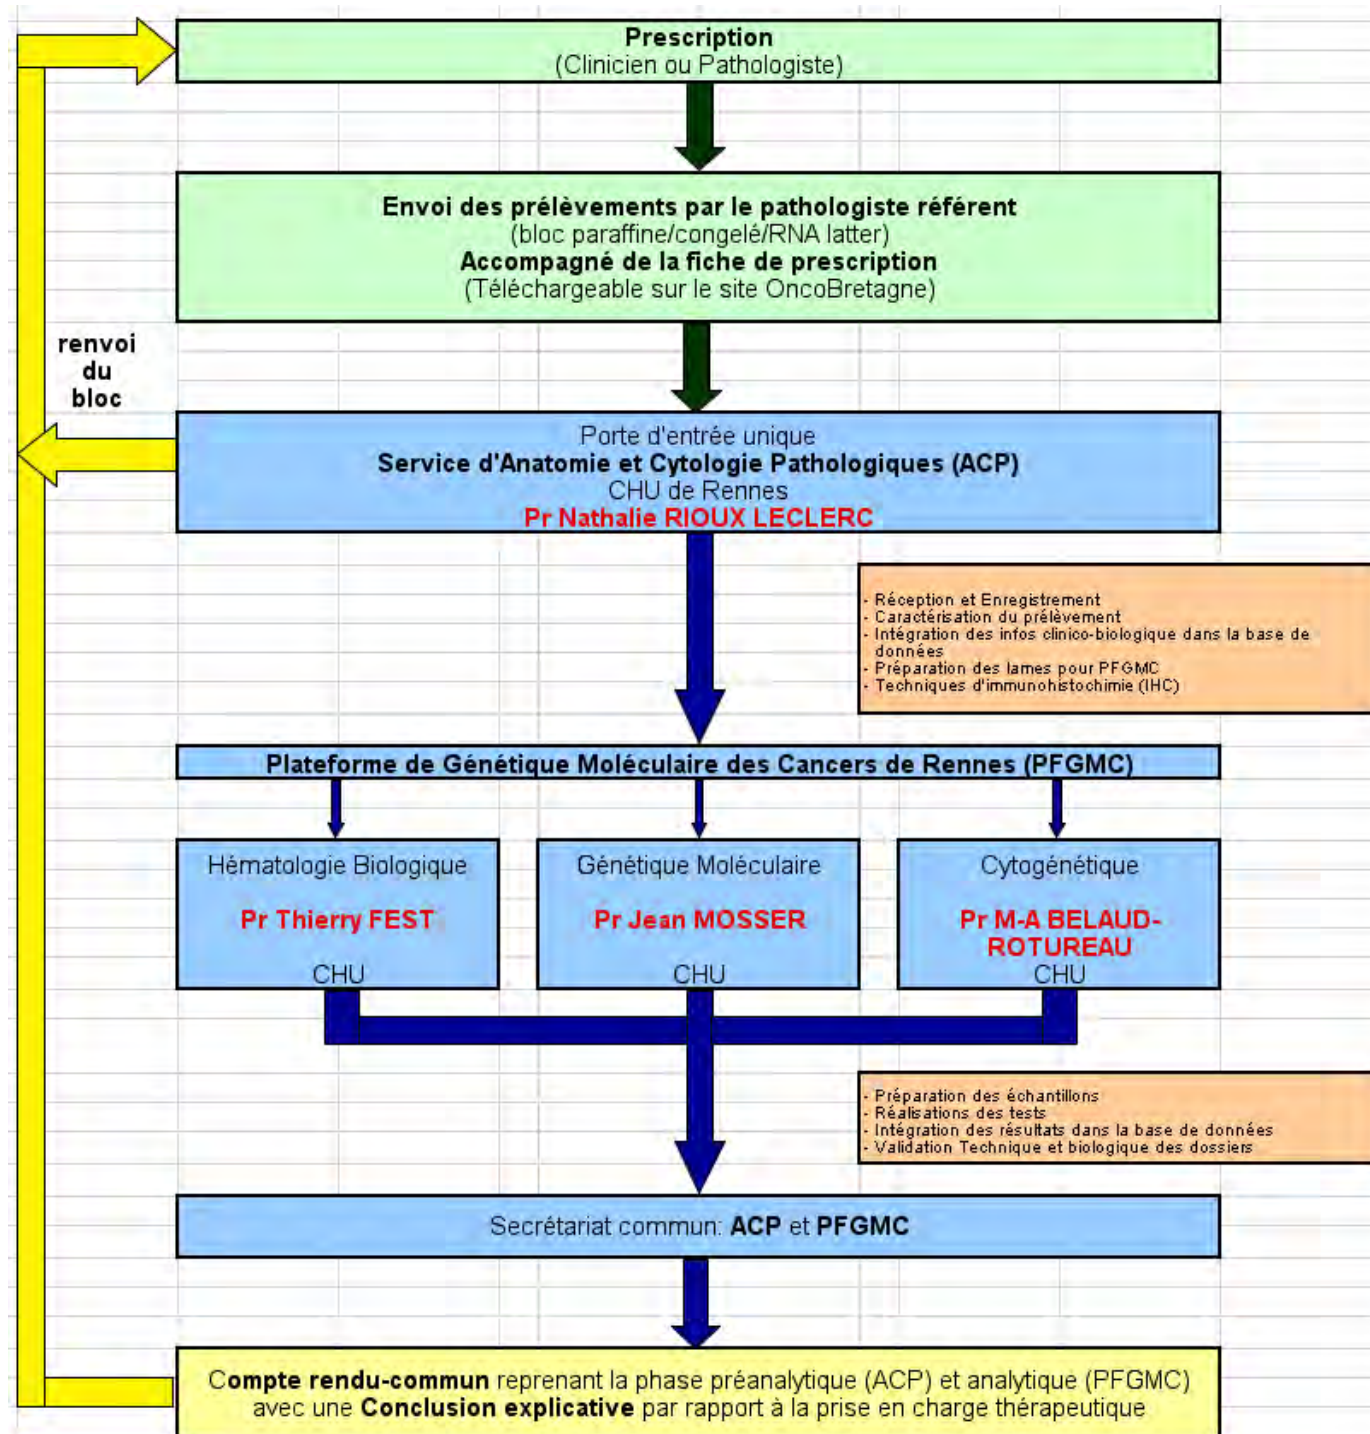 Prescription
(Clinicien ou Pathologiste)
Envoi des prélèvements par le pathologiste référent
(bloc paraffine/congelé/RNA latter)
Accompagné de la fiche de prescription
(Téléchargeable sur le site OncoBretagne)
renvoi
du
bloc
Porte d'entrée unique
Service d'Anatomie et Cytologie Pathologiques (ACP)
CHU de Rennes
Pr Nathalie RIOUX LECLERC
- Réception et Enregistrement
- Caractérisation du prélèvement
- Intégration des infos clinico-biologique dans la base de
données
- Préparation des lames pour PFGMC
- Techniques d'immunohistochimie (IHC)
Plateforme de Génétique Moléculaire des Cancers de Rennes (PFGMC)
Hématologie Biologique
Pr Thierry FEST
CHU
Génétique Moléculaire
Pr Jean MOSSER
CHU
Cytogénétique
Pr M-A BELAUD-
ROTUREAU
CHU
- Préparation des échantillons
- Réalisations des tests
- Intégration des résultats dans la base de données
- Validation Technique et biologique des dossiers
Secrétariat commun: ACP et PFGMC
Compte rendu-commun reprenant la phase préanalytique (ACP) et analytique (PFGMC)
avec une Conclusion explicative par rapport à la prise en charge thérapeutique